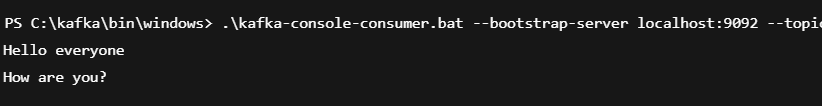 PS C:\kafka\bin\windows> .\kafka-console-consumer.bat --bootstrap-server localhost:9092 --topic
Hello everyone
How are you?